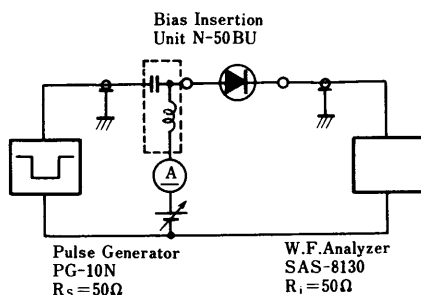 Bias Insertion
Unit N-50BU
A
Pulse Generator
PG-10N
RS=50Ω
W.F.Analyzer
SAS-8130
Ri=50Ω